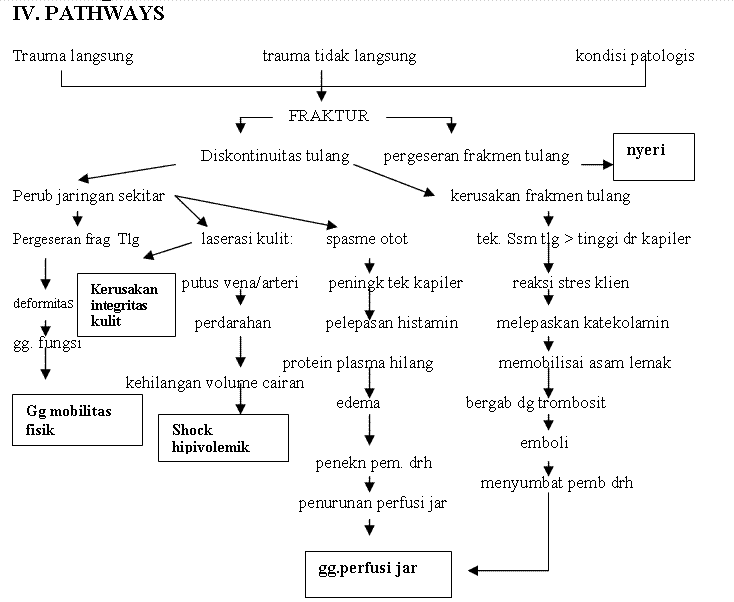 IV. PATHWAYS
Trauma langsung
trauma tidak langsung
kondisi patologis
FRAKTUR
Diskontinuitas tulang
pergeseran frakmen tulang
nyeri
Perub jaringan sekitar
kerusakan frakmen tulang
Pergeseran frag Tlg
laserasi kulit:
spasme otot
tek. Ssm tlg > tinggi dr kapiler
Kerusakan
integritas
kulit
putus vena/arteri
peningk tek kapiler
reaksi stres klien
deformitas
perdarahan
pelepasan histamin
melepaskan katekolamin
gg. fungsi
protein plasma hilang
memobilisai asam lemak
kehilangan volume cairan
edema
bergab dg trombosit
Gg mobilitas
fisik
Shock
hipivolemik
emboli
penekn pem. drh
menyumbat pemb drh
penurunan perfusi jar
gg.perfusi jar